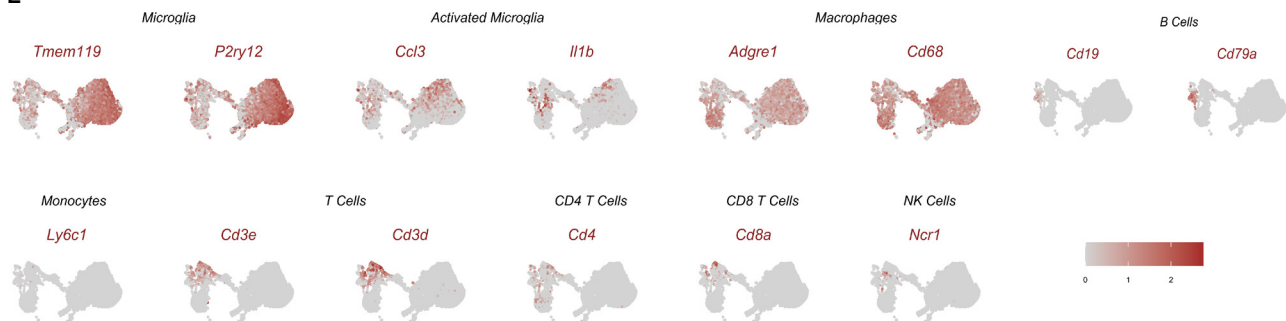 Microglia Activated Microglia Macrophages B Cells
Tmem119 P2ry12 Ccl3 Il1b Adgre1 Cd68 Cd19 Cd79a
Monocytes T Cells CD4 T Cells CD8 T Cells NK Cells
Ly6c1 Cd3e Cd3d Cd4 Cd8a Ncr1
0 1 2